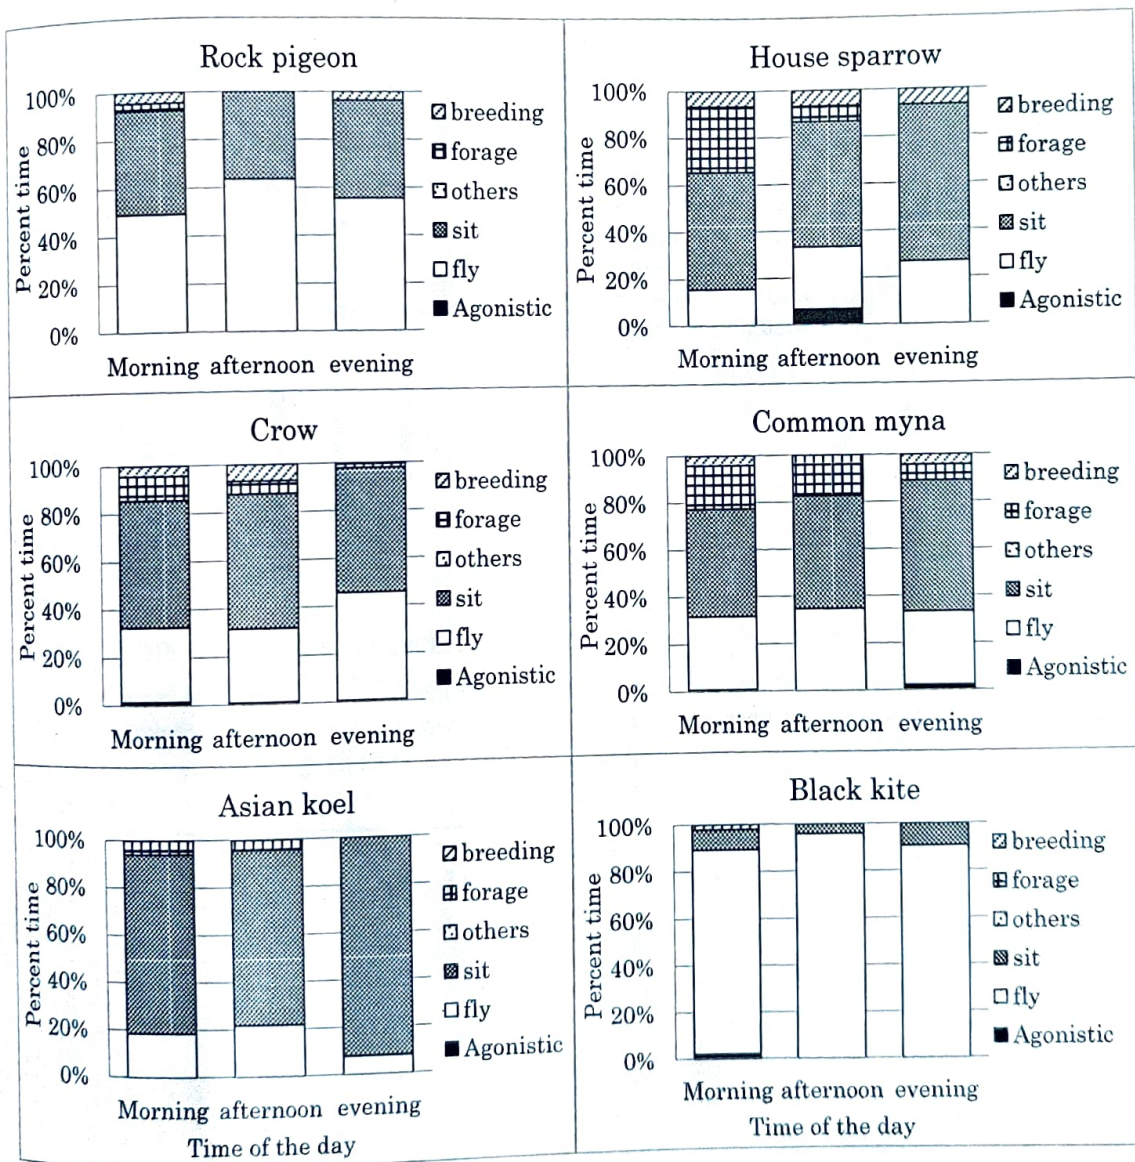 Rock pigeon
Percent time
100%
80%
60%
40%
20%
0%
breeding
forage
others
sit
fly
Agonistic
Morning afternoon evening
House sparrow
Percent time
100%
80%
60%
40%
20%
0%
breeding
forage
others
sit
fly
Agonistic
Morning afternoon evening
Crow
Percent time
100%
80%
60%
40%
20%
0%
breeding
forage
others
sit
fly
Agonistic
Morning afternoon evening
Common myna
Percent time
100%
80%
60%
40%
20%
0%
breeding
forage
others
sit
fly
Agonistic
Morning afternoon evening
Asian koel
Percent time
100%
80%
60%
40%
20%
0%
breeding
forage
others
sit
fly
Agonistic
Morning afternoon evening
Time of the day
Black kite
Percent time
100%
80%
60%
40%
20%
0%
breeding
forage
others
sit
fly
Agonistic
Morning afternoon evening
Time of the day